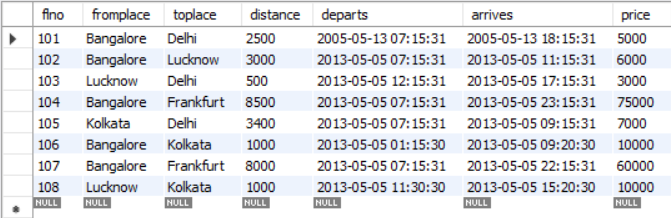 flno fromplace toplace distance departs arrives price
101 Bangalore Delhi 2500 2005-05-13 07:15:31 2005-05-13 18:15:31 5000
102 Bangalore Lucknow 3000 2013-05-05 07:15:31 2013-05-05 11:15:31 6000
103 Lucknow Delhi 500 2013-05-05 12:15:31 2013-05-05 17:15:31 3000
104 Bangalore Frankfurt 8500 2013-05-05 07:15:31 2013-05-05 23:15:31 75000
105 Kolkata Delhi 3400 2013-05-05 07:15:31 2013-05-05 09:15:31 7000
106 Bangalore Kolkata 1000 2013-05-05 01:15:30 2013-05-05 09:20:30 10000
107 Bangalore Frankfurt 8000 2013-05-05 07:15:31 2013-05-05 22:15:31 60000
108 Lucknow Kolkata 1000 2013-05-05 11:30:30 2013-05-05 15:20:30 10000
NULL NULL NULL NULL NULL NULL NULL